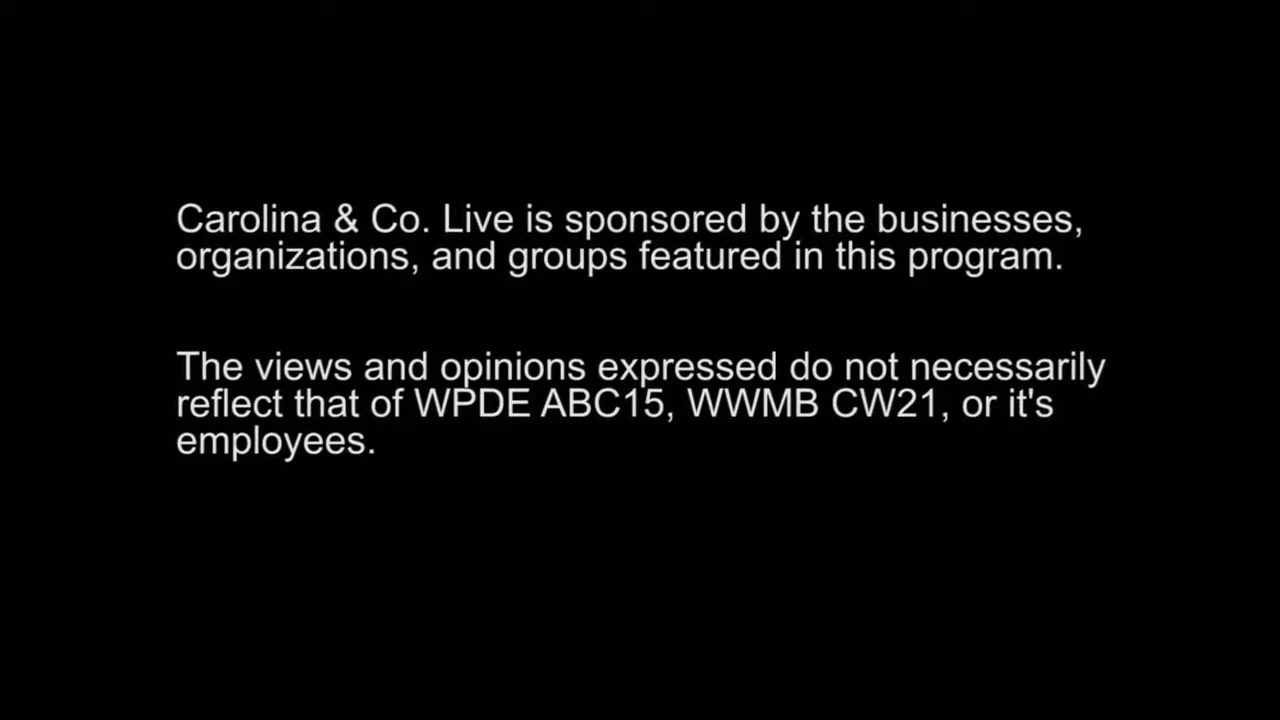 Carolina & Co. Live is sponsored by the businesses,
organizations, and groups featured in this program.
The views and opinions expressed do not necessarily
reflect that of WPDE ABC15, WWMB CW21, or it's
employees.